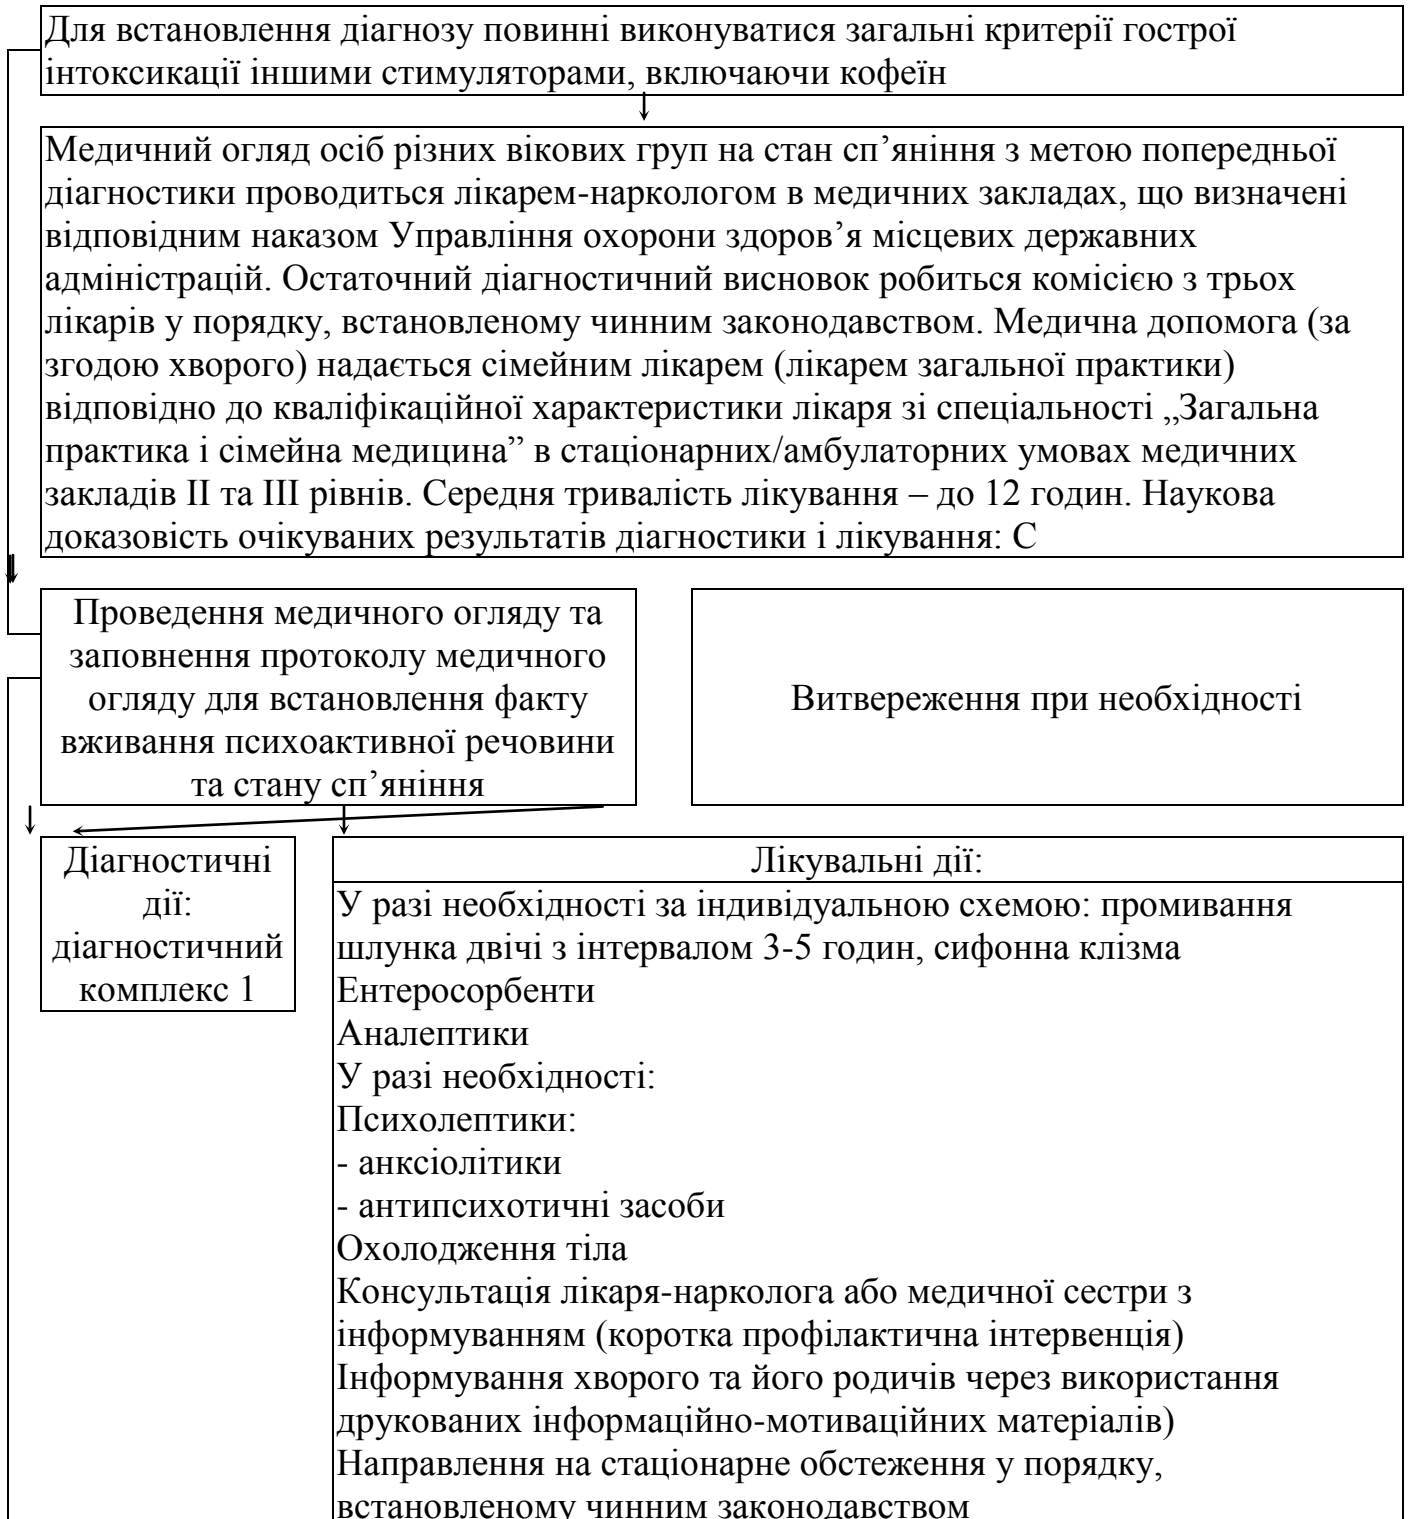 Для встановлення діагнозу повинні виконуватися загальні критерії гострої
інтоксикації іншими стимуляторами, включаючи кофеїн
Медичний огляд осіб різних вікових груп на стан сп’яніння з метою попередньої
діагностики проводиться лікарем-наркологом в медичних закладах, що визначені
відповідним наказом Управління охорони здоров’я місцевих державних
адміністрацій. Остаточний діагностичний висновок робиться комісією з трьох
лікарів у порядку, встановленому чинним законодавством. Медична допомога (за
згодою хворого) надається сімейним лікарем (лікарем загальної практики)
відповідно до кваліфікаційної характеристики лікаря зі спеціальності „Загальна
практика і сімейна медицина” в стаціонарних/амбулаторних умовах медичних
закладів ІІ та ІІІ рівнів. Середня тривалість лікування – до 12 годин. Наукова
доказовість очікуваних результатів діагностики і лікування: С
Проведення медичного огляду та
заповнення протоколу медичного
огляду для встановлення факту
вживання психоактивної речовини
та стану сп’яніння
Витвереження при необхідності
Діагностичні
дії:
діагностичний
комплекс 1
Лікувальні дії:
У разі необхідності за індивідуальною схемою: промивання
шлунка двічі з інтервалом 3-5 годин, сифонна клізма
Ентеросорбенти
Аналептики
У разі необхідності:
Психолептики:
- анксіолітики
- антипсихотичні засоби
Охолодження тіла
Консультація лікаря-нарколога або медичної сестри з
інформуванням (коротка профілактична інтервенція)
Інформування хворого та його родичів через використання
друкованих інформаційно-мотиваційних матеріалів)
Направлення на стаціонарне обстеження у порядку,
встановленому чинним законодавством